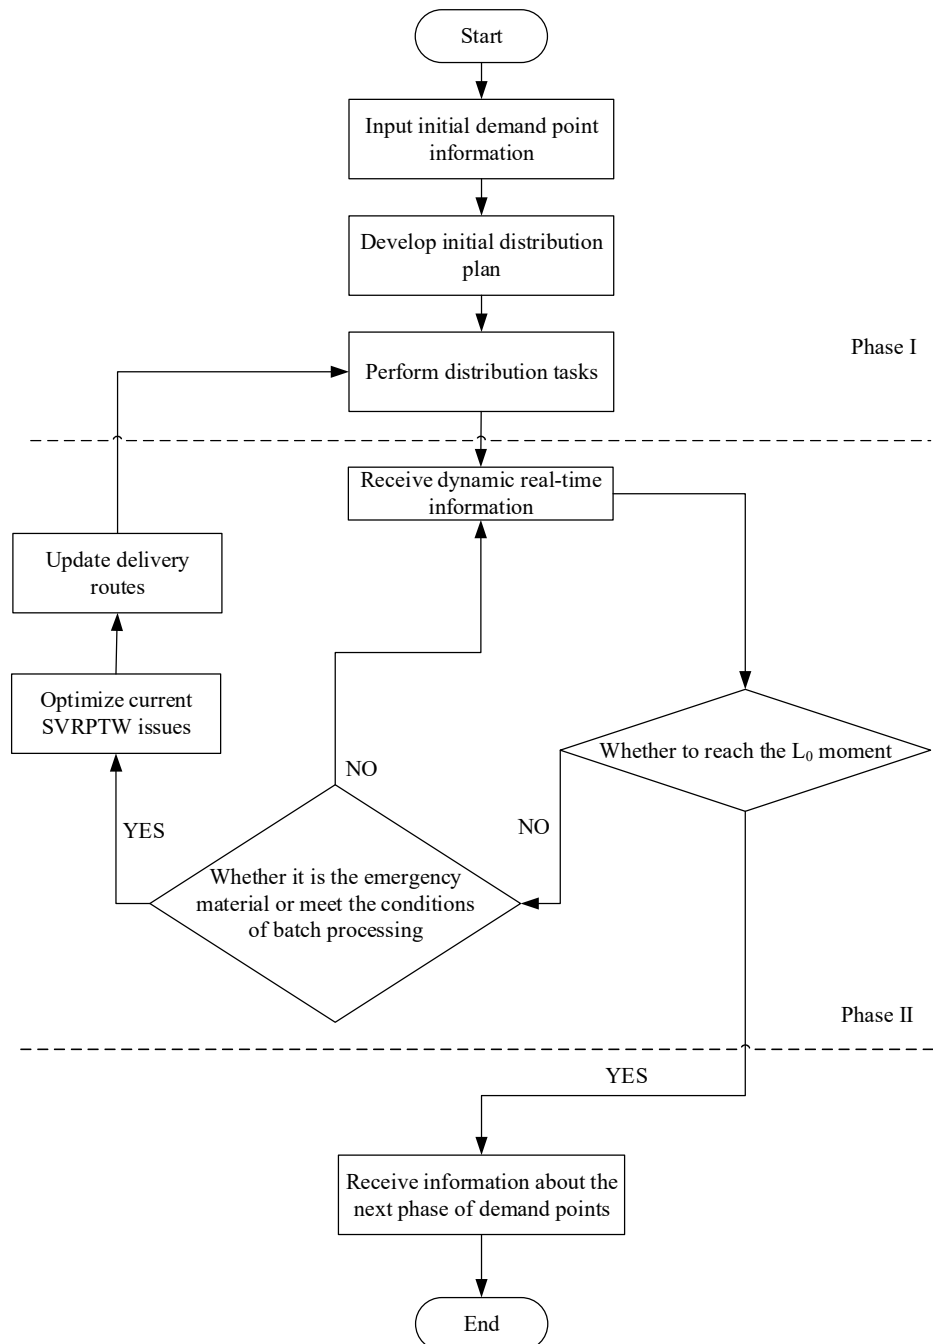 Start
Input initial demand point
information
Develop initial distribution
plan
Perform distribution tasks
Phase I
Receive dynamic real-time
information
Update delivery
routes
Optimize current
SVRPTW issues
Whether to reach the L₀ moment
NO
NO
YES
Whether it is the emergency
material or meet the conditions
of batch processing
Phase II
YES
Receive information about the
next phase of demand points
End